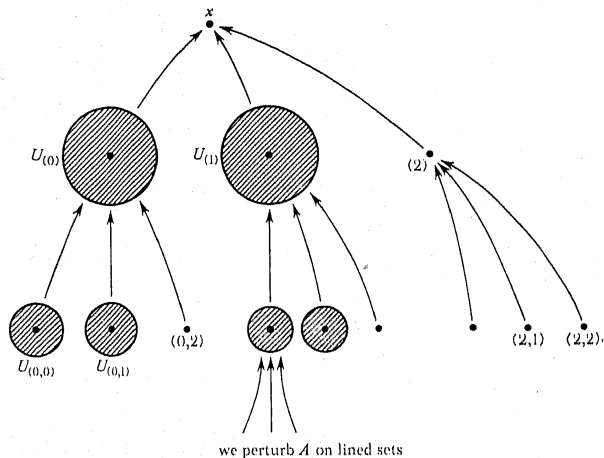 x
U(0)
U(1)
(2)
(0,2)
(2,1)
(2,2).
U(0,0)
U(0,1)
we perturb A on lined sets